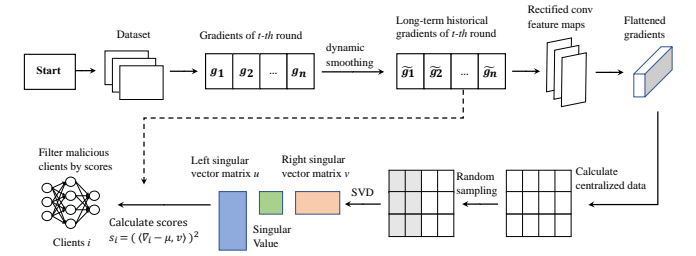 Start
Dataset
Gradients of t-th round
g1 g2 ... gn
dynamic
smoothing
Long-term historical
gradients of t-th round
g̃1 g̃2 ... g̃n
Rectified conv
feature maps
Flattened
gradients
Calculate
centralized data
Random
sampling
SVD
Right singular
vector matrix v
Left singular
vector matrix u
Singular
Value
Calculate scores
si = ( ⟨∇i − μ, v⟩ )2
Filter malicious
clients by scores
Clients i